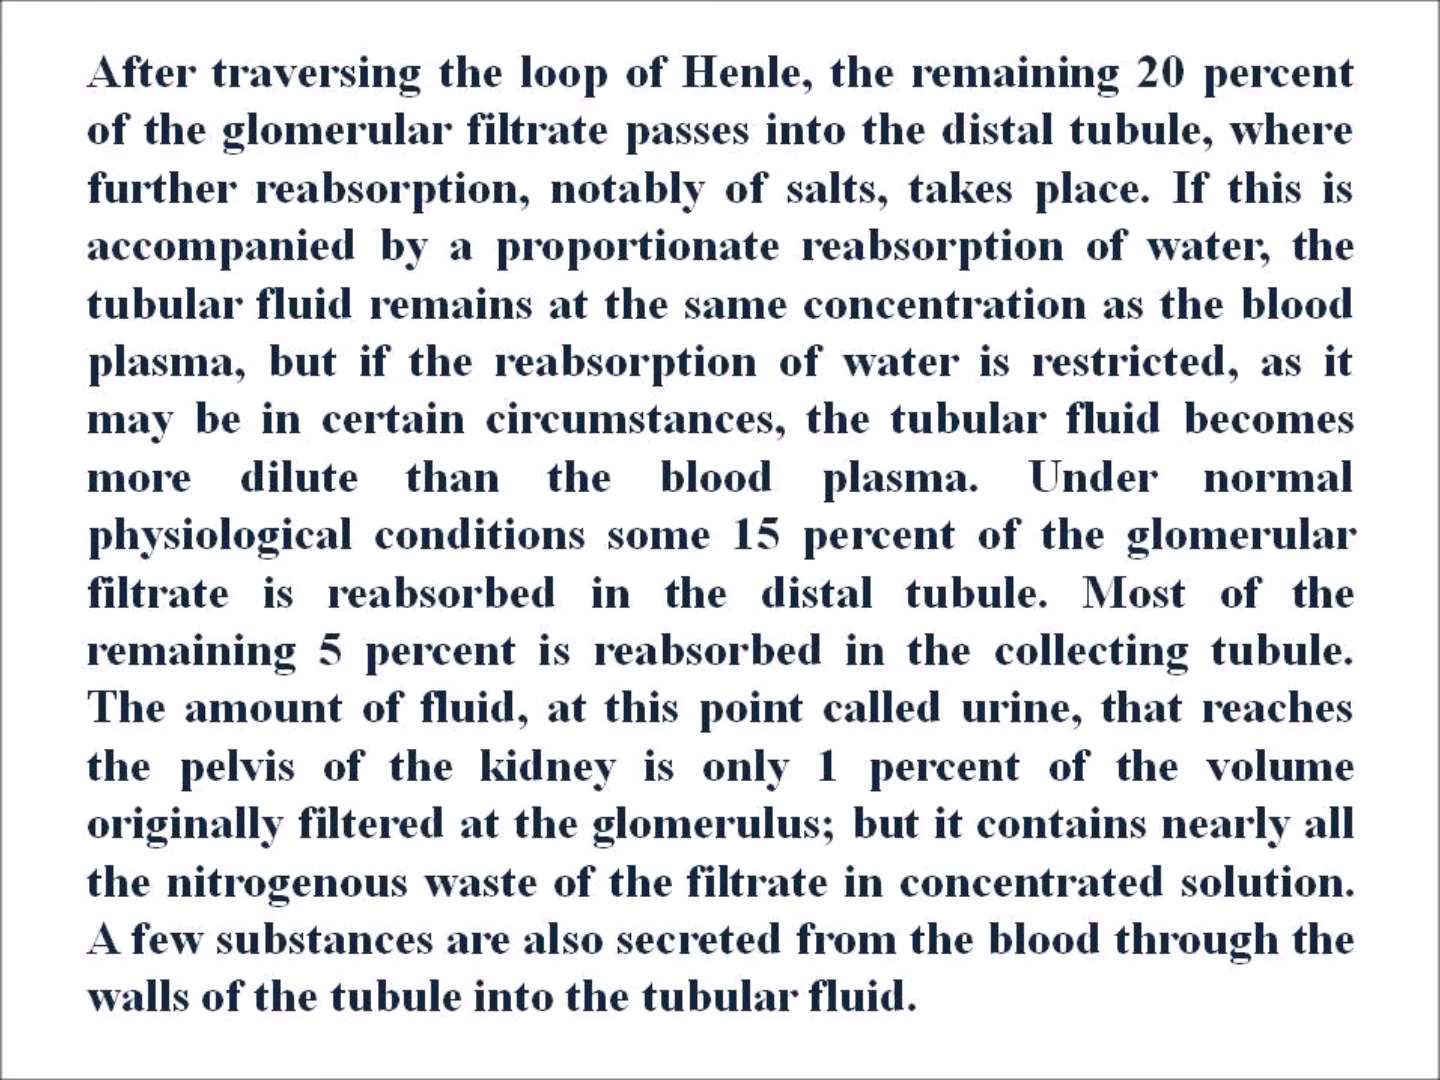 After traversing the loop of Henle, the remaining 20 percent
of the glomerular filtrate passes into the distal tubule, where
further reabsorption, notably of salts, takes place. If this is
accompanied by a proportionate reabsorption of water, the
tubular fluid remains at the same concentration as the blood
plasma, but if the reabsorption of water is restricted, as it
may be in certain circumstances, the tubular fluid becomes
more dilute than the blood plasma. Under normal
physiological conditions some 15 percent of the glomerular
filtrate is reabsorbed in the distal tubule. Most of the
remaining 5 percent is reabsorbed in the collecting tubule.
The amount of fluid, at this point called urine, that reaches
the pelvis of the kidney is only 1 percent of the volume
originally filtered at the glomerulus; but it contains nearly all
the nitrogenous waste of the filtrate in concentrated solution.
A few substances are also secreted from the blood through the
walls of the tubule into the tubular fluid.